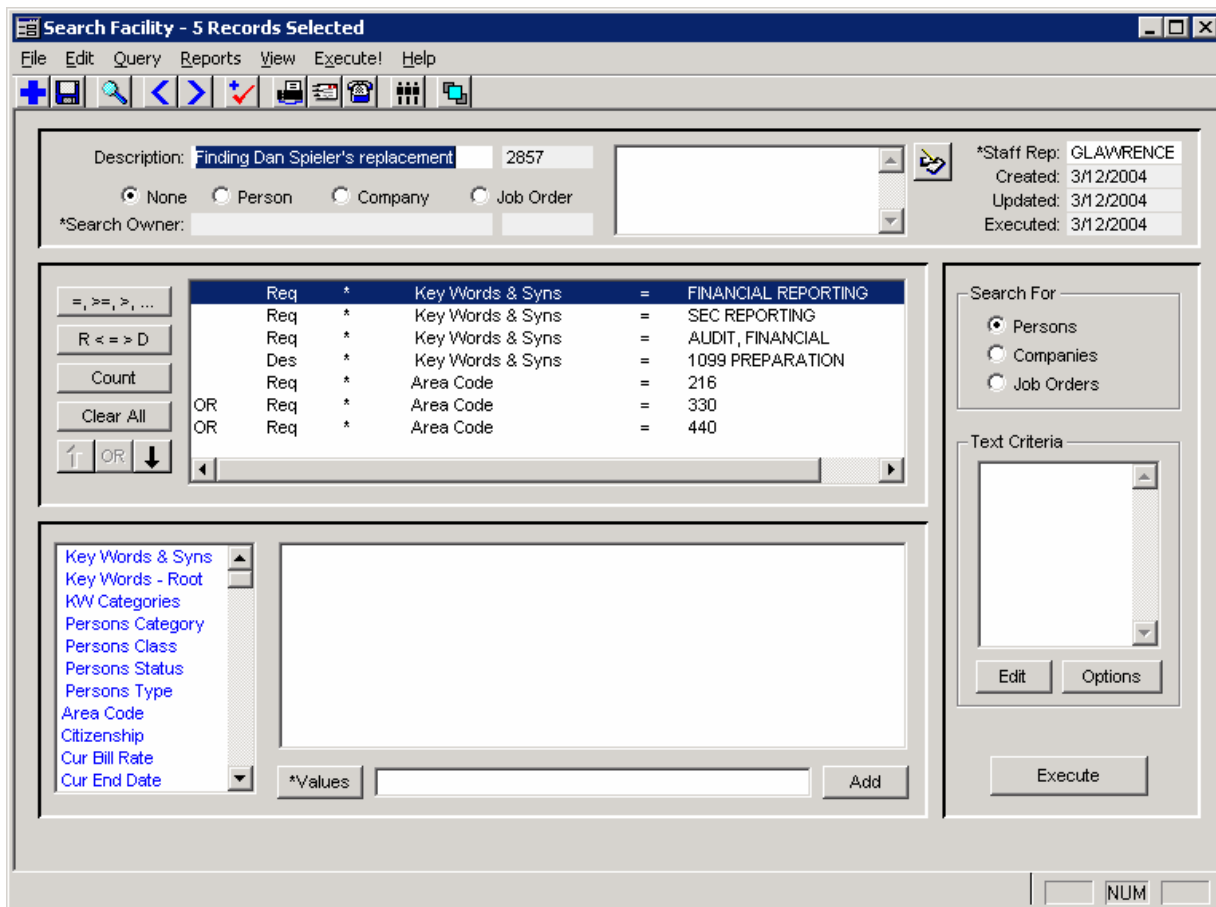 Search Facility - 5 Records Selected
File Edit Query Reports View Execute! Help
Description: Finding Dan Spieler's replacement 2857
None Person Company Job Order
*Search Owner:
*Staff Rep: GLAWRENCE
Created: 3/12/2004
Updated: 3/12/2004
Executed: 3/12/2004
=, >=, >, ...
R < = > D
Count
Clear All
OR
Req * Key Words & Syns = FINANCIAL REPORTING
Req * Key Words & Syns = SEC REPORTING
Req * Key Words & Syns = AUDIT, FINANCIAL
Des * Key Words & Syns = 1099 PREPARATION
Req * Area Code = 216
OR Req * Area Code = 330
OR Req * Area Code = 440
Search For
Persons
Companies
Job Orders
Text Criteria
Edit Options
Execute
Key Words & Syns
Key Words - Root
KW Categories
Persons Category
Persons Class
Persons Status
Persons Type
Area Code
Citizenship
Cur Bill Rate
Cur End Date
*Values Add
NUM